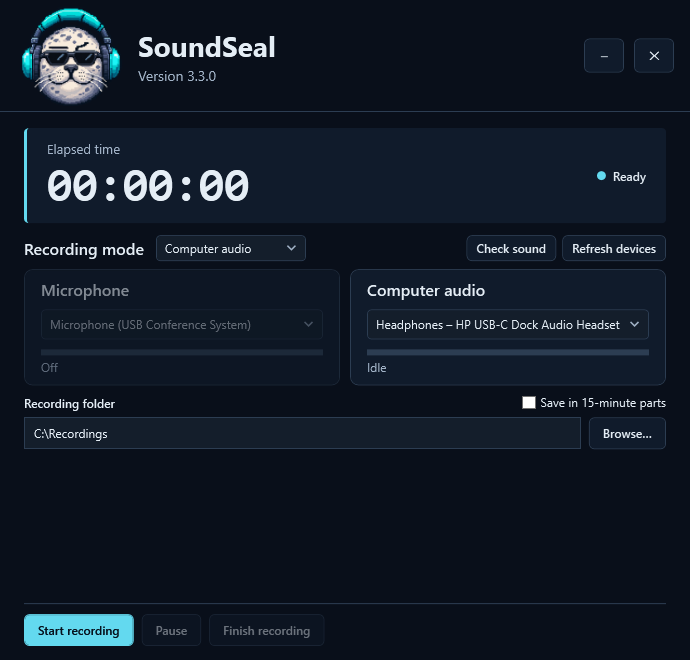 SoundSeal
Version 3.3.0
Elapsed time
00:00:00
Ready
Recording mode
Computer audio
Check sound
Refresh devices
Microphone
Microphone (USB Conference System)
Off
Computer audio
Headphones – HP USB-C Dock Audio Headset
Idle
Recording folder
Save in 15-minute parts
C:\Recordings
Browse...
Start recording
Pause
Finish recording